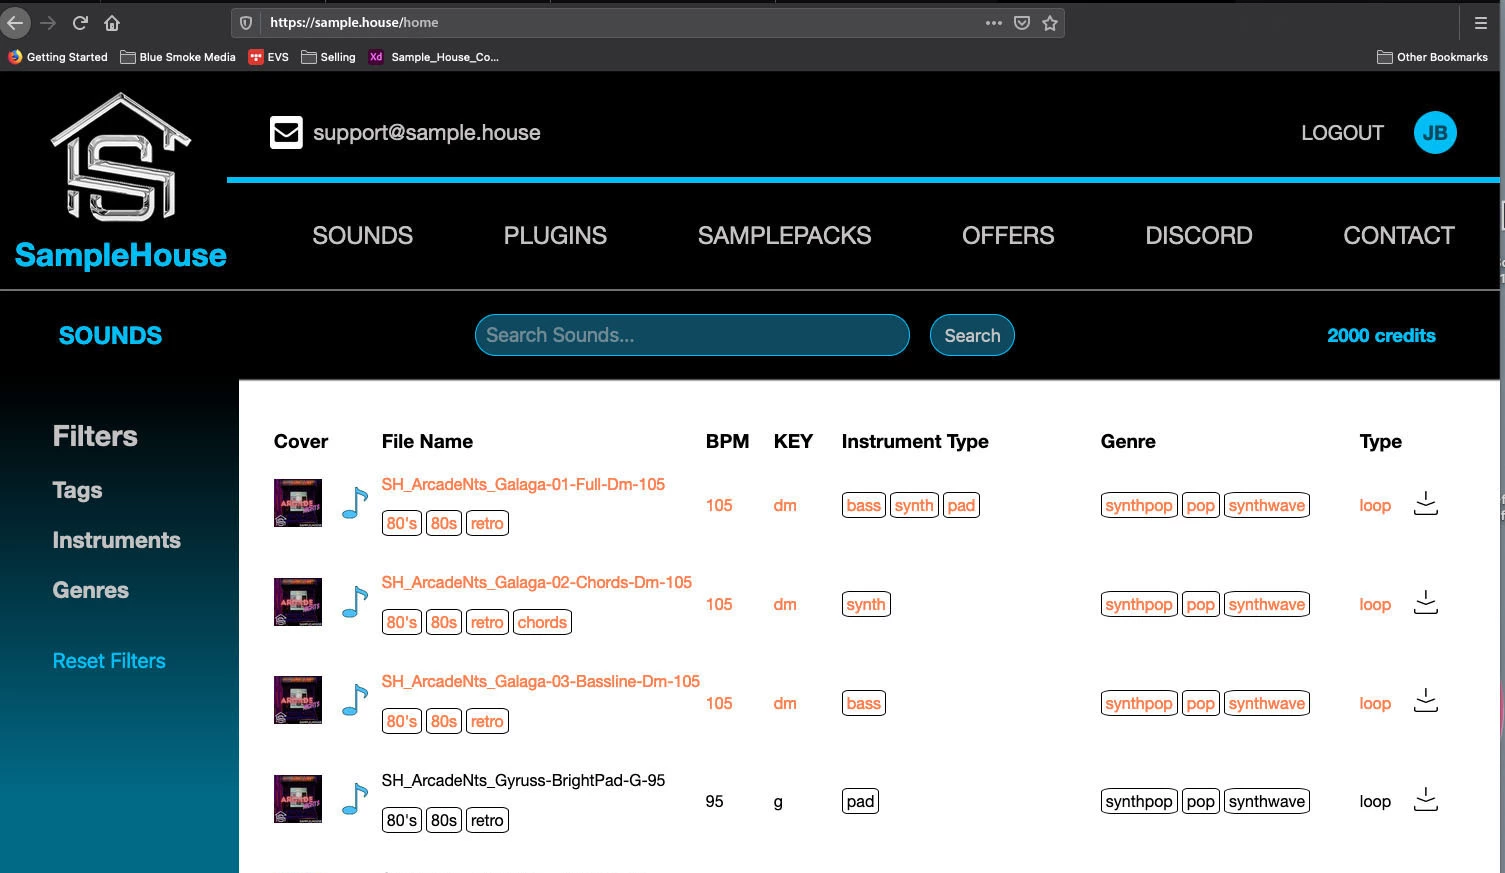 https://sample.house/home
Getting Started Blue Smoke Media EVS Selling Xd Sample_House_Co... Other Bookmarks
support@sample.house LOGOUT JB
SampleHouse
SOUNDS PLUGINS SAMPLEPACKS OFFERS DISCORD CONTACT
SOUNDS Search Sounds... Search 2000 credits
Filters
Tags
Instruments
Genres
Reset Filters
Cover File Name BPM KEY Instrument Type Genre Type
SH_ArcadeNts_Galaga-01-Full-Dm-105
105 dm bass synth pad synthpop pop synthwave loop
80's 80s retro
SH_ArcadeNts_Galaga-02-Chords-Dm-105
105 dm synth synthpop pop synthwave loop
80's 80s retro chords
SH_ArcadeNts_Galaga-03-Bassline-Dm-105
105 dm bass synthpop pop synthwave loop
80's 80s retro
SH_ArcadeNts_Gyruss-BrightPad-G-95
95 g pad synthpop pop synthwave loop
80's 80s retro